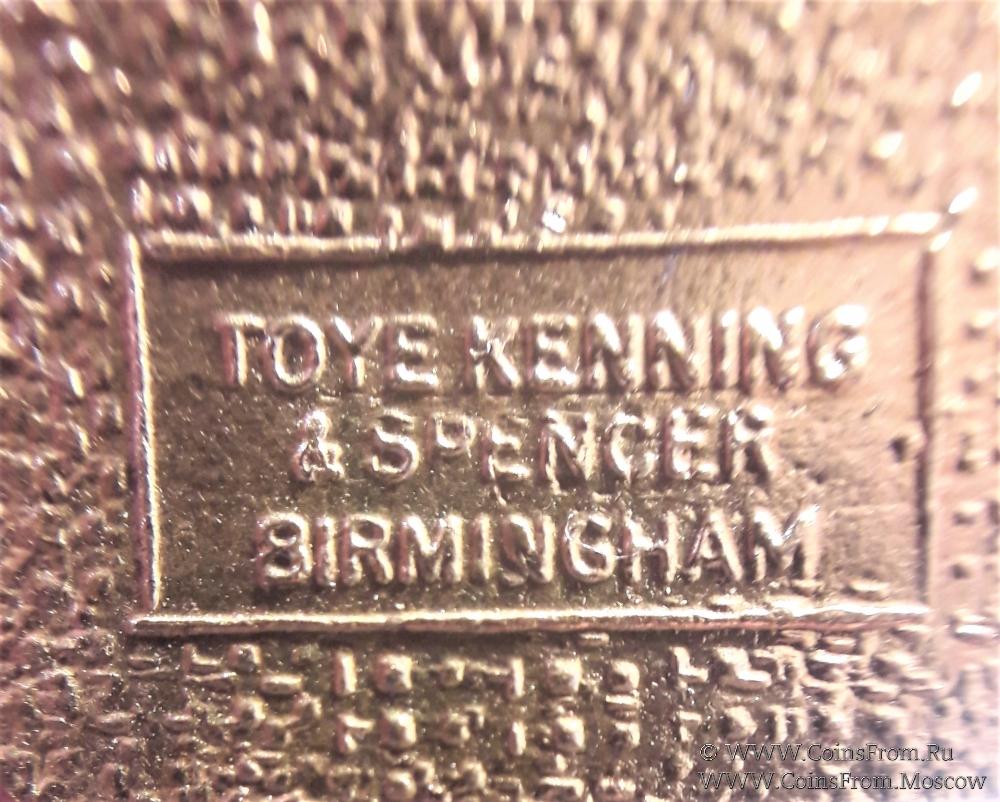 TOYE KENNING
& SPENCER
BIRMINGHAM
© WWW.CoinsFrom.Ru
WWW.CoinsFrom.Moscow